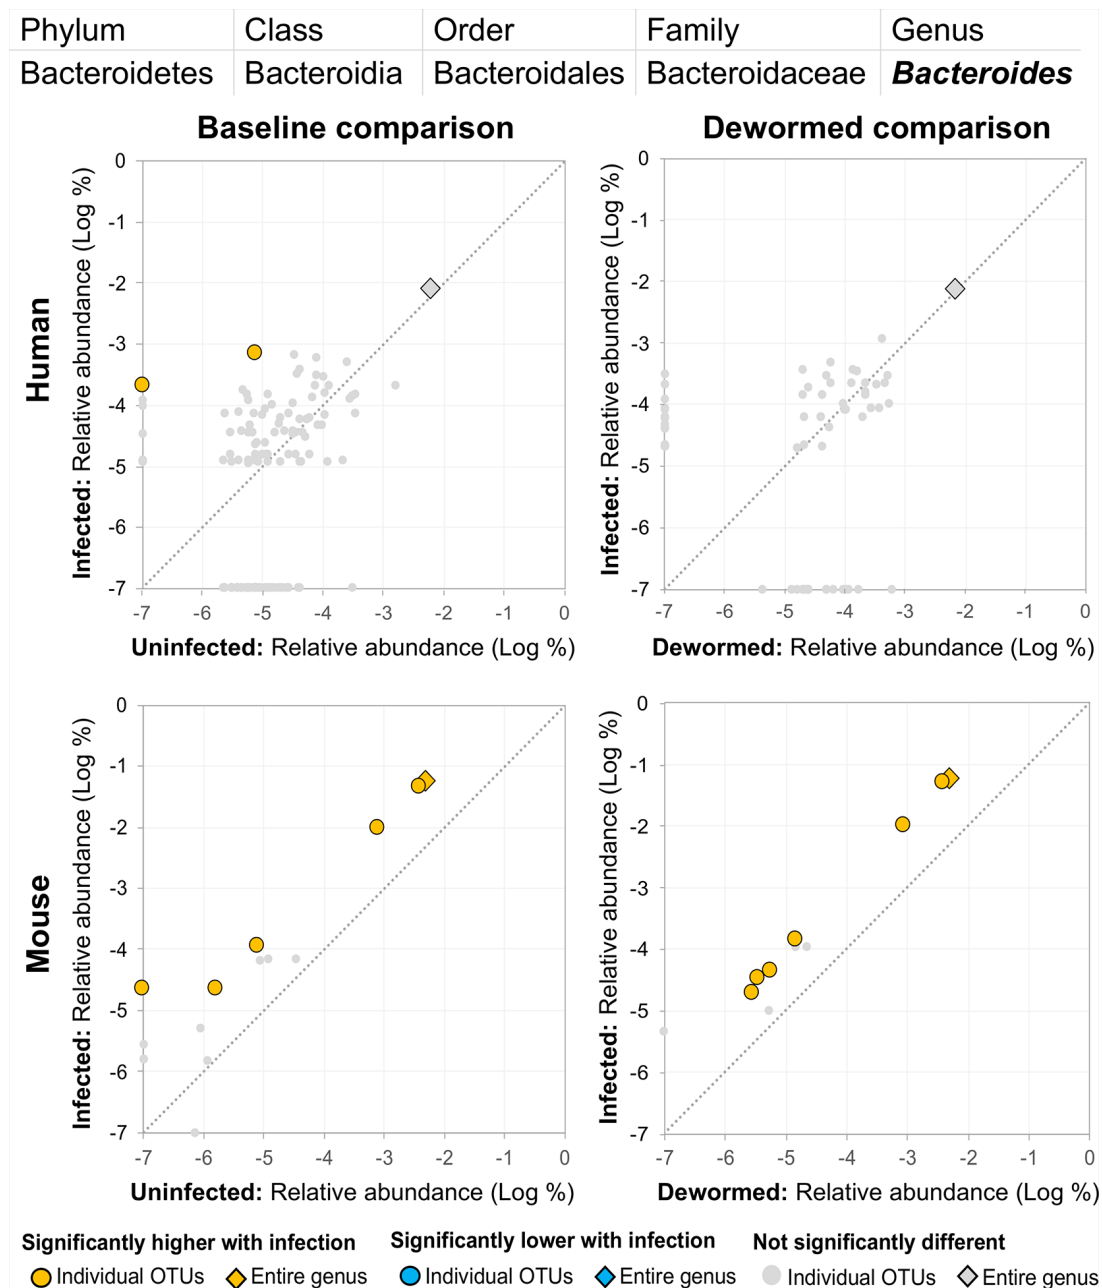 Phylum Class Order Family Genus
Bacteroidetes Bacteroidia Bacteroidales Bacteroidaceae Bacteroides
Baseline comparison Dewormed comparison
Human
Infected: Relative abundance (Log %)
0
-1
-2
-3
-4
-5
-6
-7
-7 -6 -5 -4 -3 -2 -1 0
Uninfected: Relative abundance (Log %)
Infected: Relative abundance (Log %)
0
-1
-2
-3
-4
-5
-6
-7
-7 -6 -5 -4 -3 -2 -1 0
Dewormed: Relative abundance (Log %)
Mouse
Infected: Relative abundance (Log %)
0
-1
-2
-3
-4
-5
-6
-7
-7 -6 -5 -4 -3 -2 -1 0
Uninfected: Relative abundance (Log %)
Infected: Relative abundance (Log %)
0
-1
-2
-3
-4
-5
-6
-7
-7 -6 -5 -4 -3 -2 -1 0
Dewormed: Relative abundance (Log %)
Significantly higher with infection Significantly lower with infection Not significantly different
Individual OTUs Entire genus Individual OTUs Entire genus Individual OTUs Entire genus